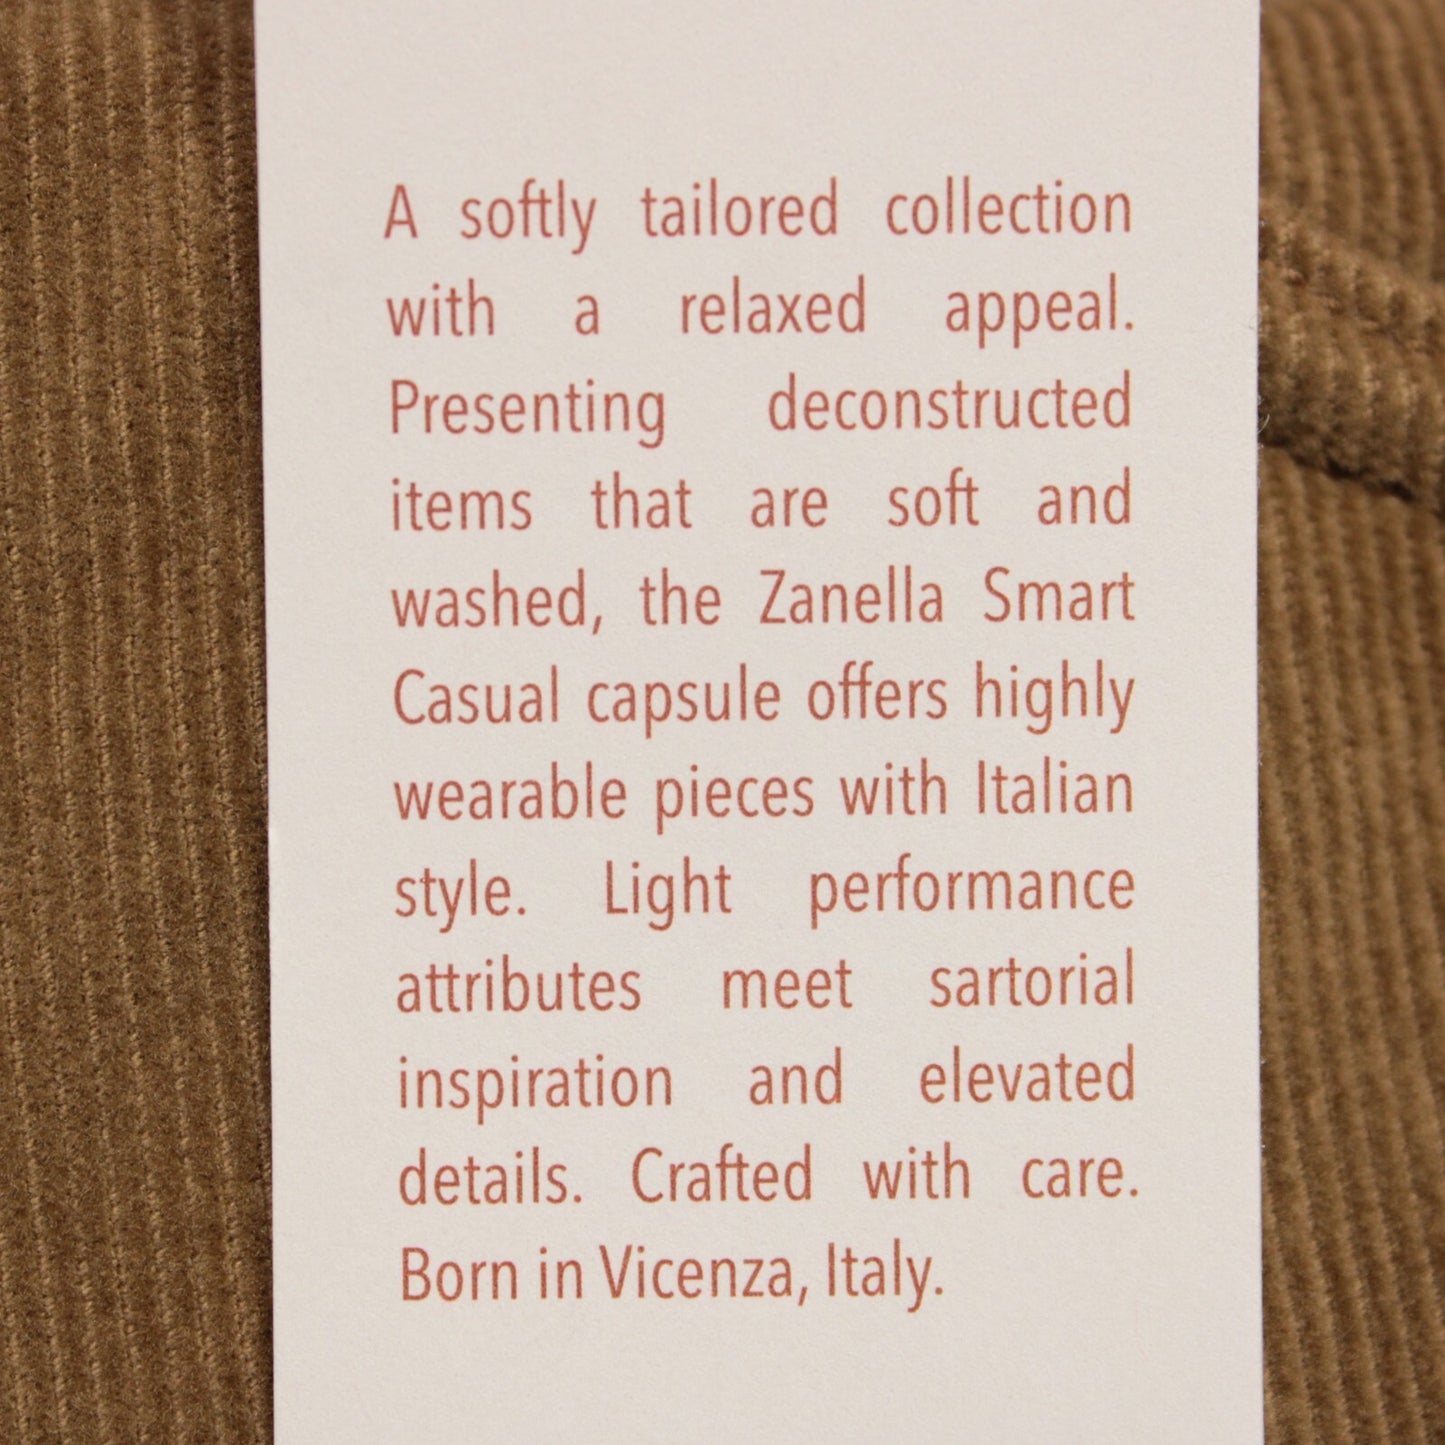 A softly tailored collection
with a relaxed appeal.
Presenting deconstructed
items that are soft and
washed, the Zanella Smart
Casual capsule offers highly
wearable pieces with Italian
style. Light performance
attributes meet sartorial
inspiration and elevated
details. Crafted with care.
Born in Vicenza, Italy.